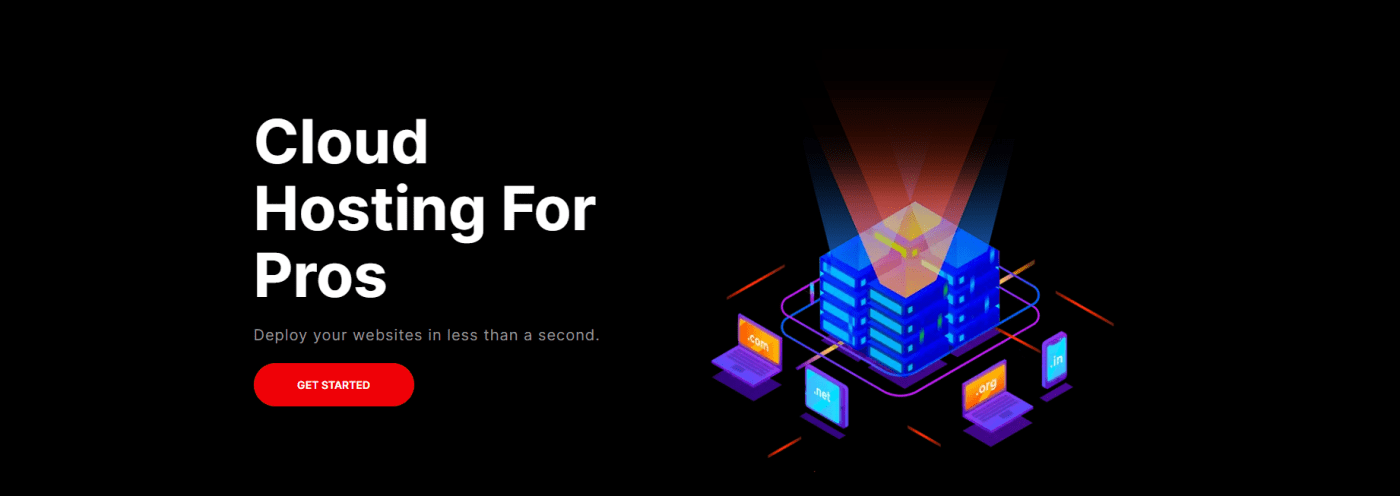 Cloud
Hosting For
Pros
Deploy your websites in less than a second.
GET STARTED
.com
.net
.org
.in